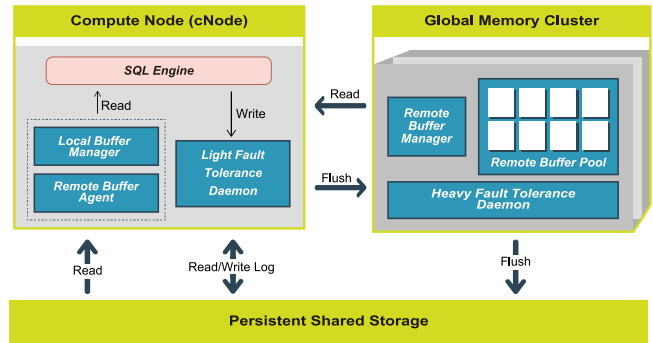 Compute Node (cNode)
SQL Engine
Read
Write
Local Buffer
Manager
Remote Buffer
Agent
Light Fault
Tolerance
Daemon
Read
Flush
Global Memory Cluster
Remote
Buffer
Manager
Remote Buffer Pool
Heavy Fault Tolerance
Daemon
Read
Read/Write Log
Flush
Persistent Shared Storage